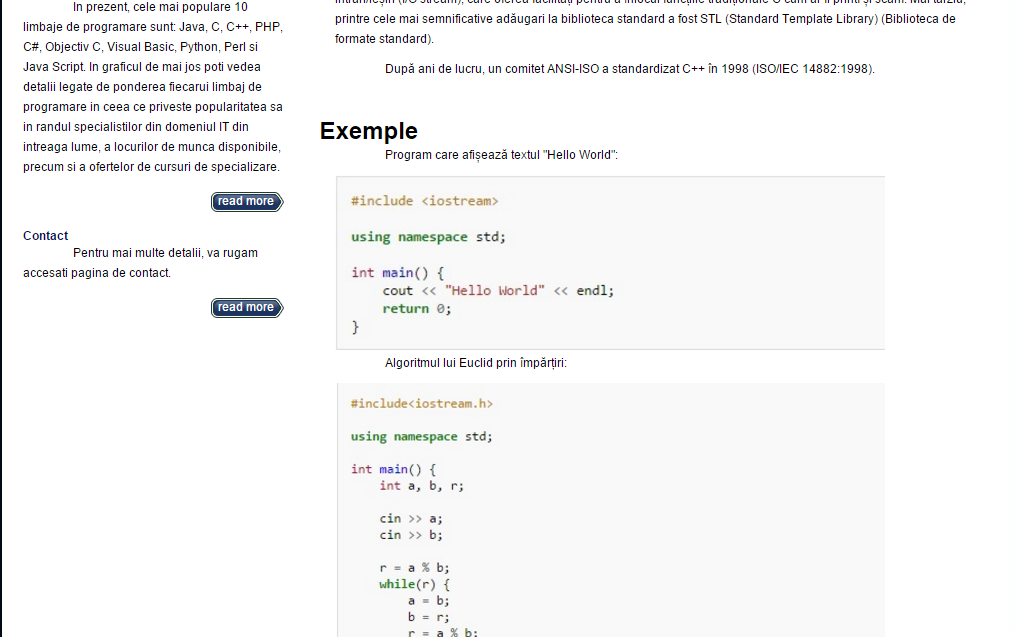 În prezent, cele mai populare 10
limbaje de programare sunt: Java, C, C++, PHP,
C#, Objectiv C, Visual Basic, Python, Perl si
Java Script. In graficul de mai jos poti vedea
detalii legate de ponderea fiecarui limbaj de
programare in ceea ce priveste popularitatea sa
in randul specialistilor din domeniul IT din
intreaga lume, a locurilor de munca disponibile,
precum si a ofertelor de cursuri de specializare.
read more
Contact
Pentru mai multe detalii, va rugam
accesati pagina de contact.
read more
printre cele mai semnificative adăugari la biblioteca standard a fost STL (Standard Template Library) (Biblioteca de
formate standard).
După ani de lucru, un comitet ANSI-ISO a standardizat C++ în 1998 (ISO/IEC 14882:1998).
Exemple
Program care afișează textul "Hello World":
#include <iostream>
using namespace std;
int main() {
cout << "Hello World" << endl;
return 0;
}
Algoritmul lui Euclid prin împărțiri:
#include<iostream.h>
using namespace std;
int main() {
int a, b, r;
cin >> a;
cin >> b;
r = a % b;
while(r) {
a = b;
b = r;
r = a % b;